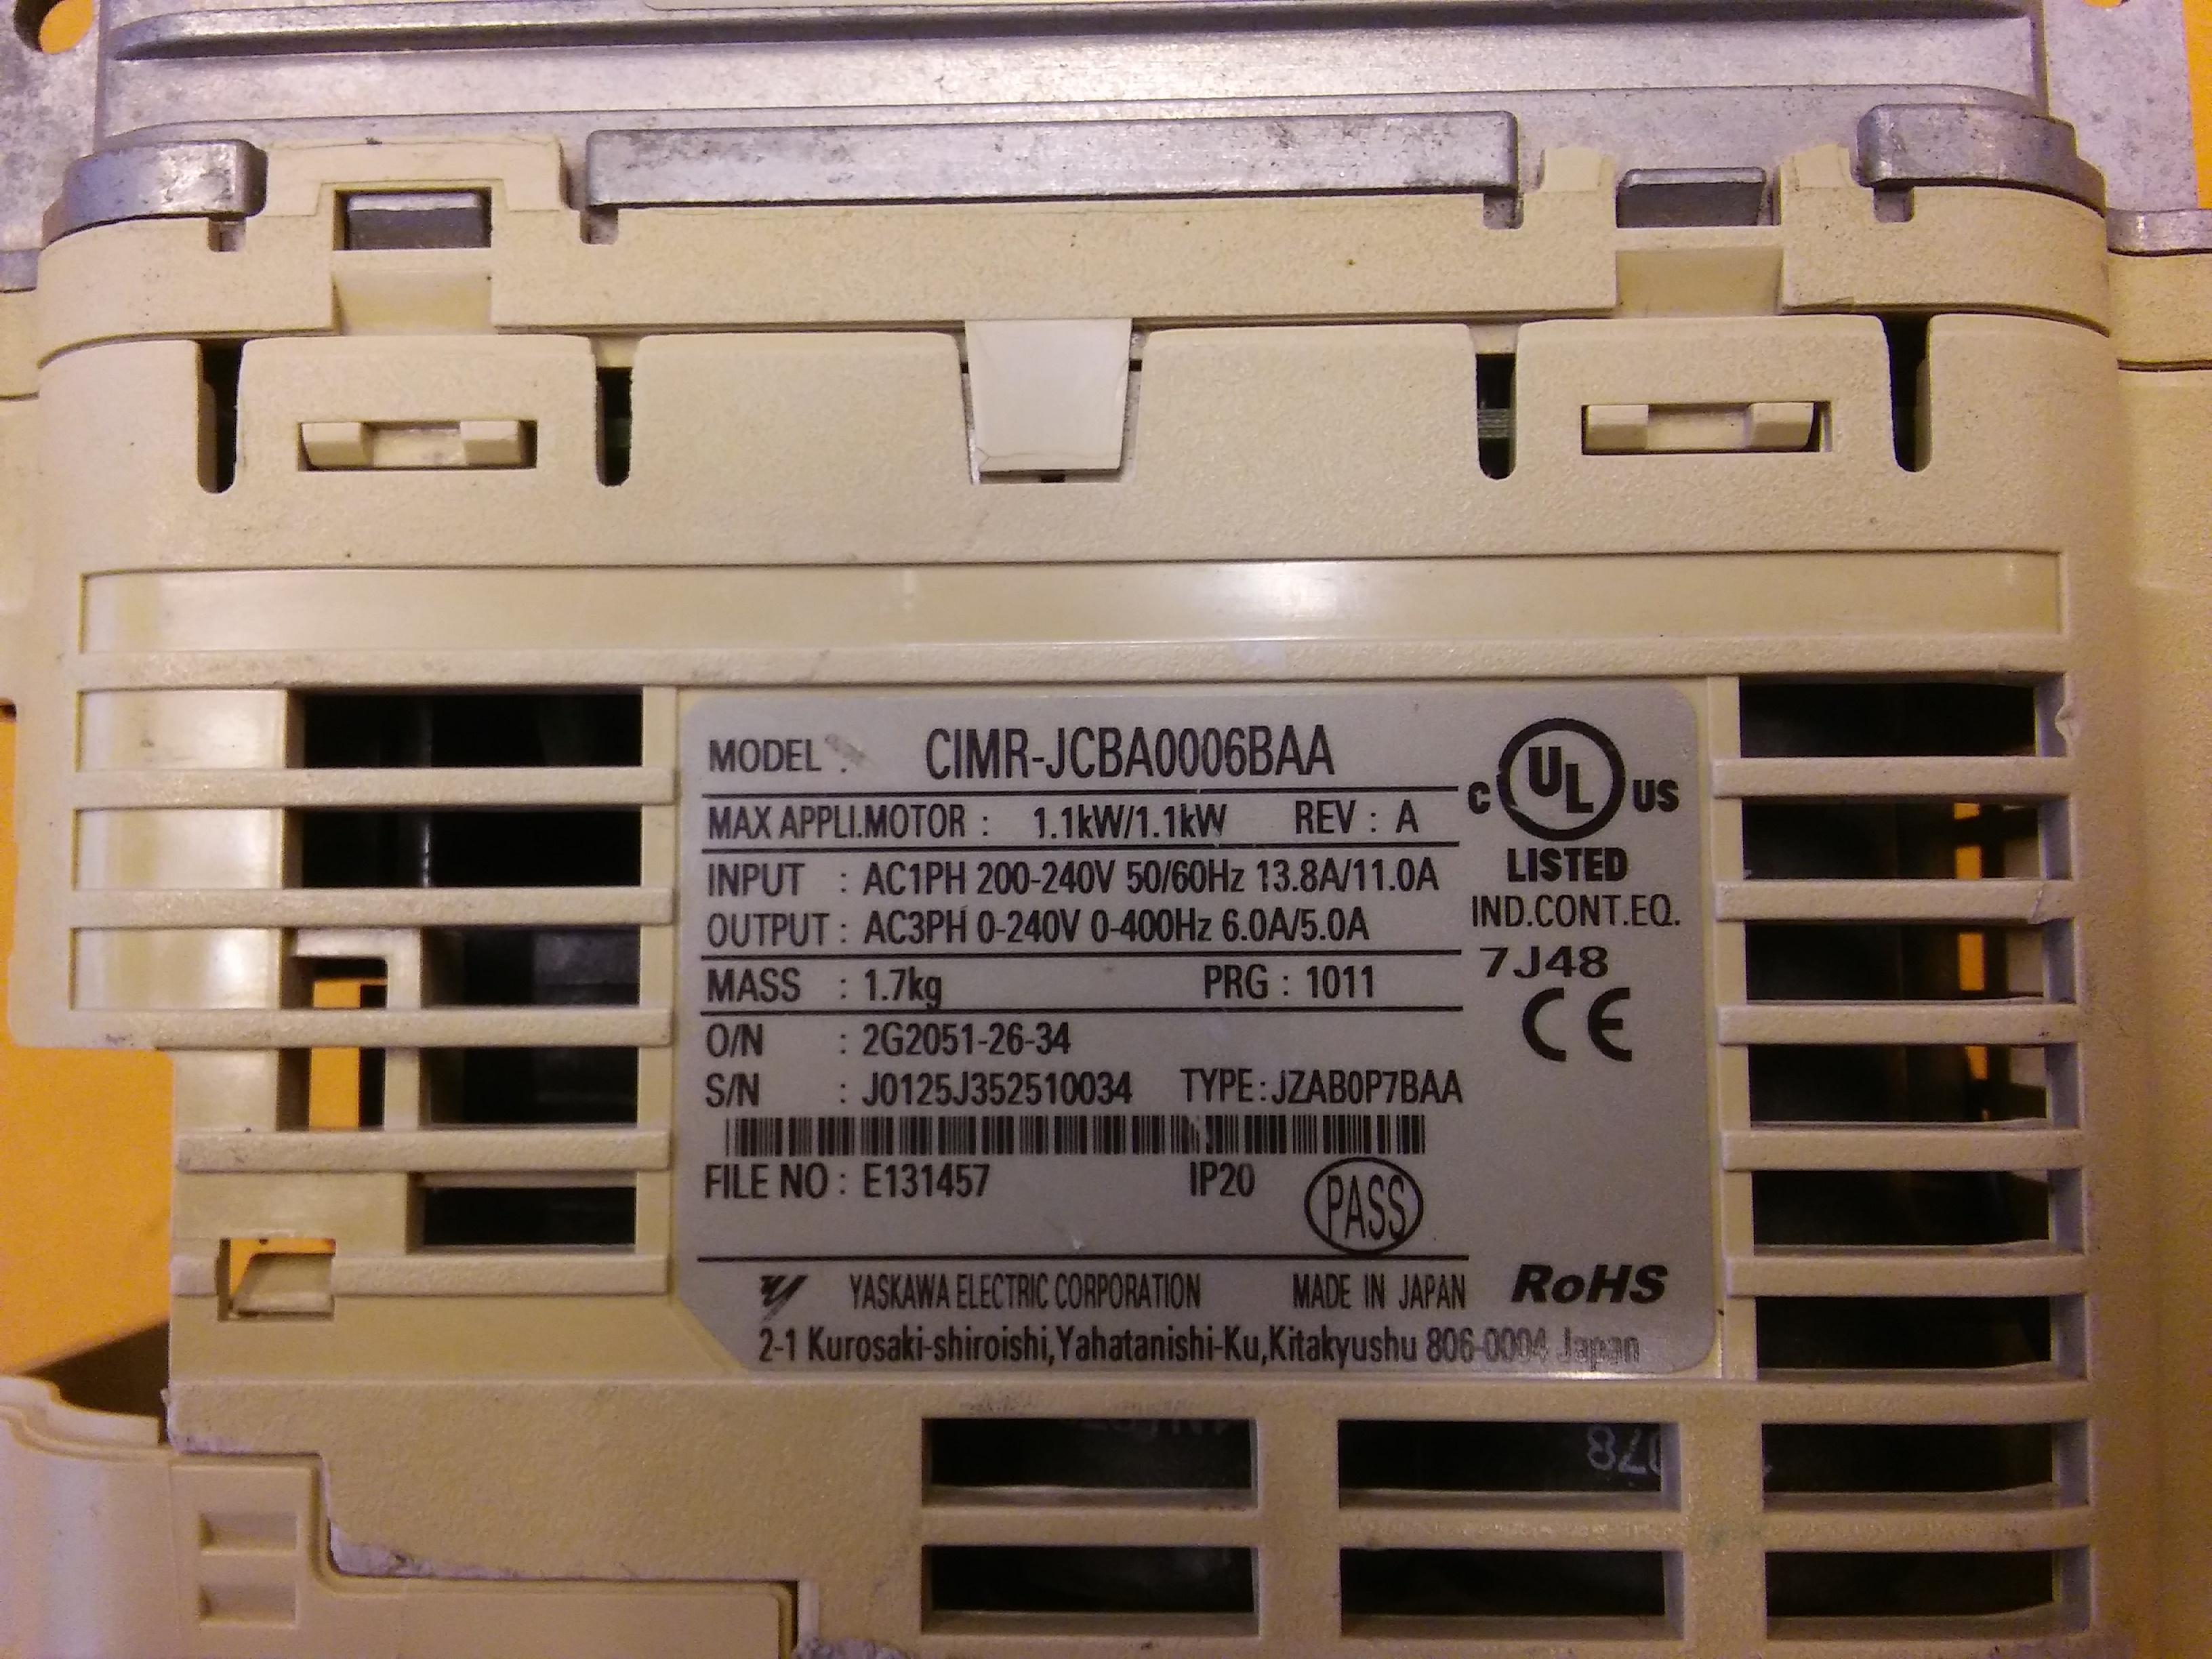 MODEL : CIMR-JCBA0006BAA
MAX APPLI.MOTOR : 1.1kW/1.1kW REV : A
INPUT : AC1PH 200-240V 50/60Hz 13.8A/11.0A
OUTPUT : AC3PH 0-240V 0-400Hz 6.0A/5.0A
MASS : 1.7kg PRG : 1011
O/N : 2G2051-26-34
S/N : J0125J352510034 TYPE : JZAB0P7BAA
FILE NO : E131457 IP20
PASS
C UL US
LISTED
IND.CONT.EQ.
7J48
CE
RoHS
YASKAWA ELECTRIC CORPORATION MADE IN JAPAN
2-1 Kurosaki-shiroishi,Yahatanishi-Ku,Kitakyushu 806-0004 Japan